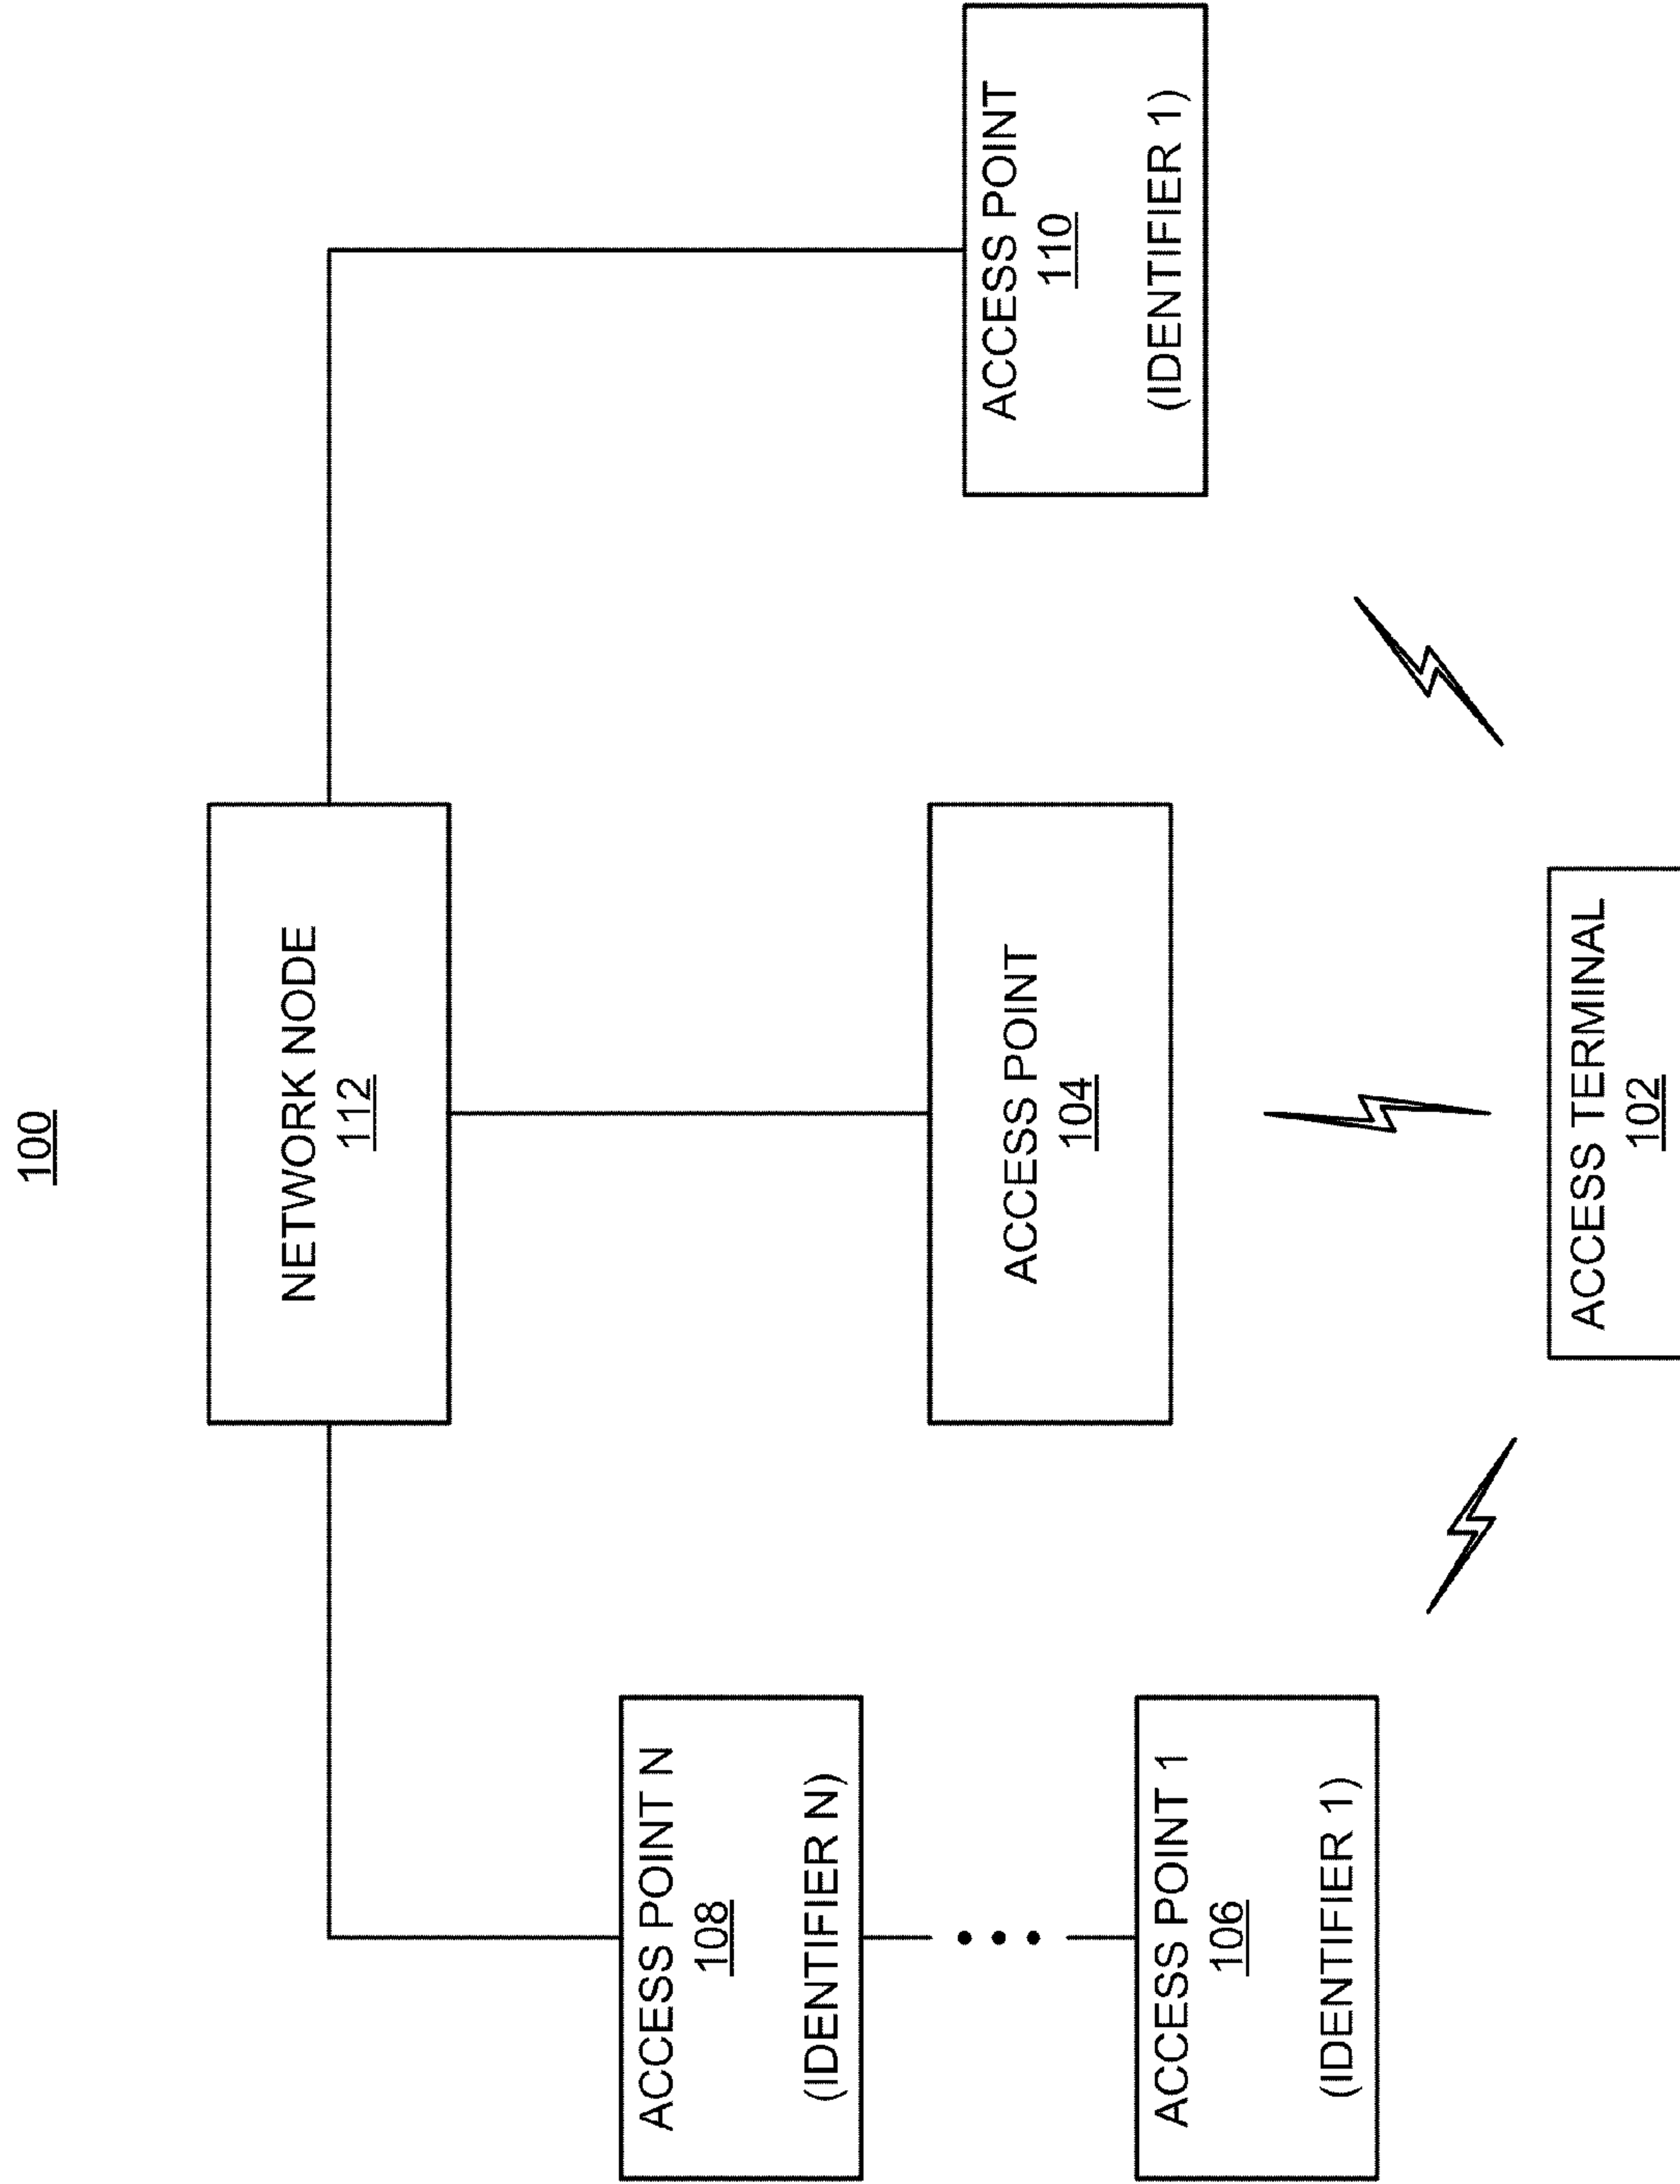 100
NETWORK NODE
112
ACCESS POINT N
108
(IDENTIFIER N)
ACCESS POINT 1
106
(IDENTIFIER 1)
ACCESS POINT
104
ACCESS POINT
110
(IDENTIFIER 1)
ACCESS TERMINAL
102